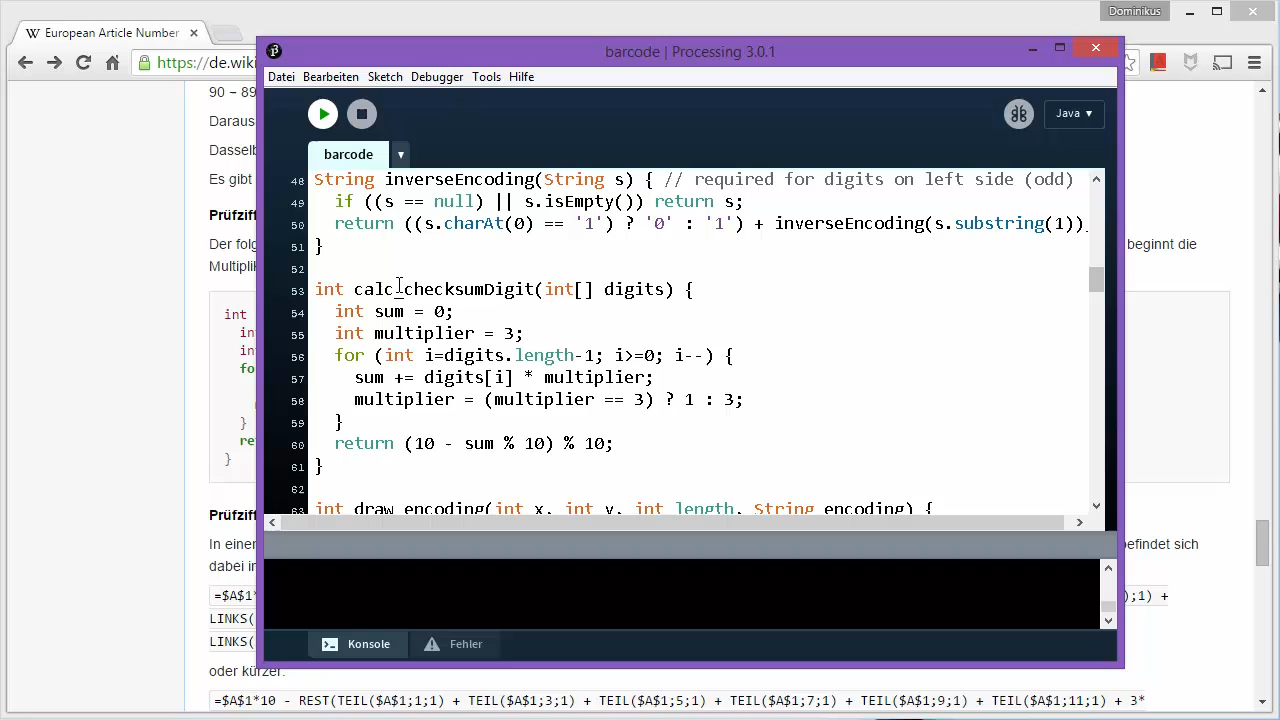 Dominikus
European Article Number
https://de.wiki
90 – 89
Daraus
Dasselb
Es gibt
Prüfziff
Der folg
beginnt die
Multiplik
int
int
int
fo
}
re
}
Prüfziff
In einer
efindet sich
dabei in
=$A$1*
);1) +
LINKS(
LINKS(
oder kürzer:
=$A$1*10 - REST(TEIL($A$1;1;1) + TEIL($A$1;3;1) + TEIL($A$1;5;1) + TEIL($A$1;7;1) + TEIL($A$1;9;1) + TEIL($A$1;11;1) + 3*
barcode | Processing 3.0.1
Datei Bearbeiten Sketch Debugger Tools Hilfe
Java
barcode
48 String inverseEncoding(String s) { // required for digits on left side (odd)
49 if ((s == null) || s.isEmpty()) return s;
50 return ((s.charAt(0) == '1') ? '0' : '1') + inverseEncoding(s.substring(1))
51 }
52
53 int calc_checksumDigit(int[] digits) {
54 int sum = 0;
55 int multiplier = 3;
56 for (int i=digits.length-1; i>=0; i--) {
57 sum += digits[i] * multiplier;
58 multiplier = (multiplier == 3) ? 1 : 3;
59 }
60 return (10 - sum % 10) % 10;
61 }
62
63 int draw_encoding(int x, int y, int length, String encoding) {
Konsole
Fehler